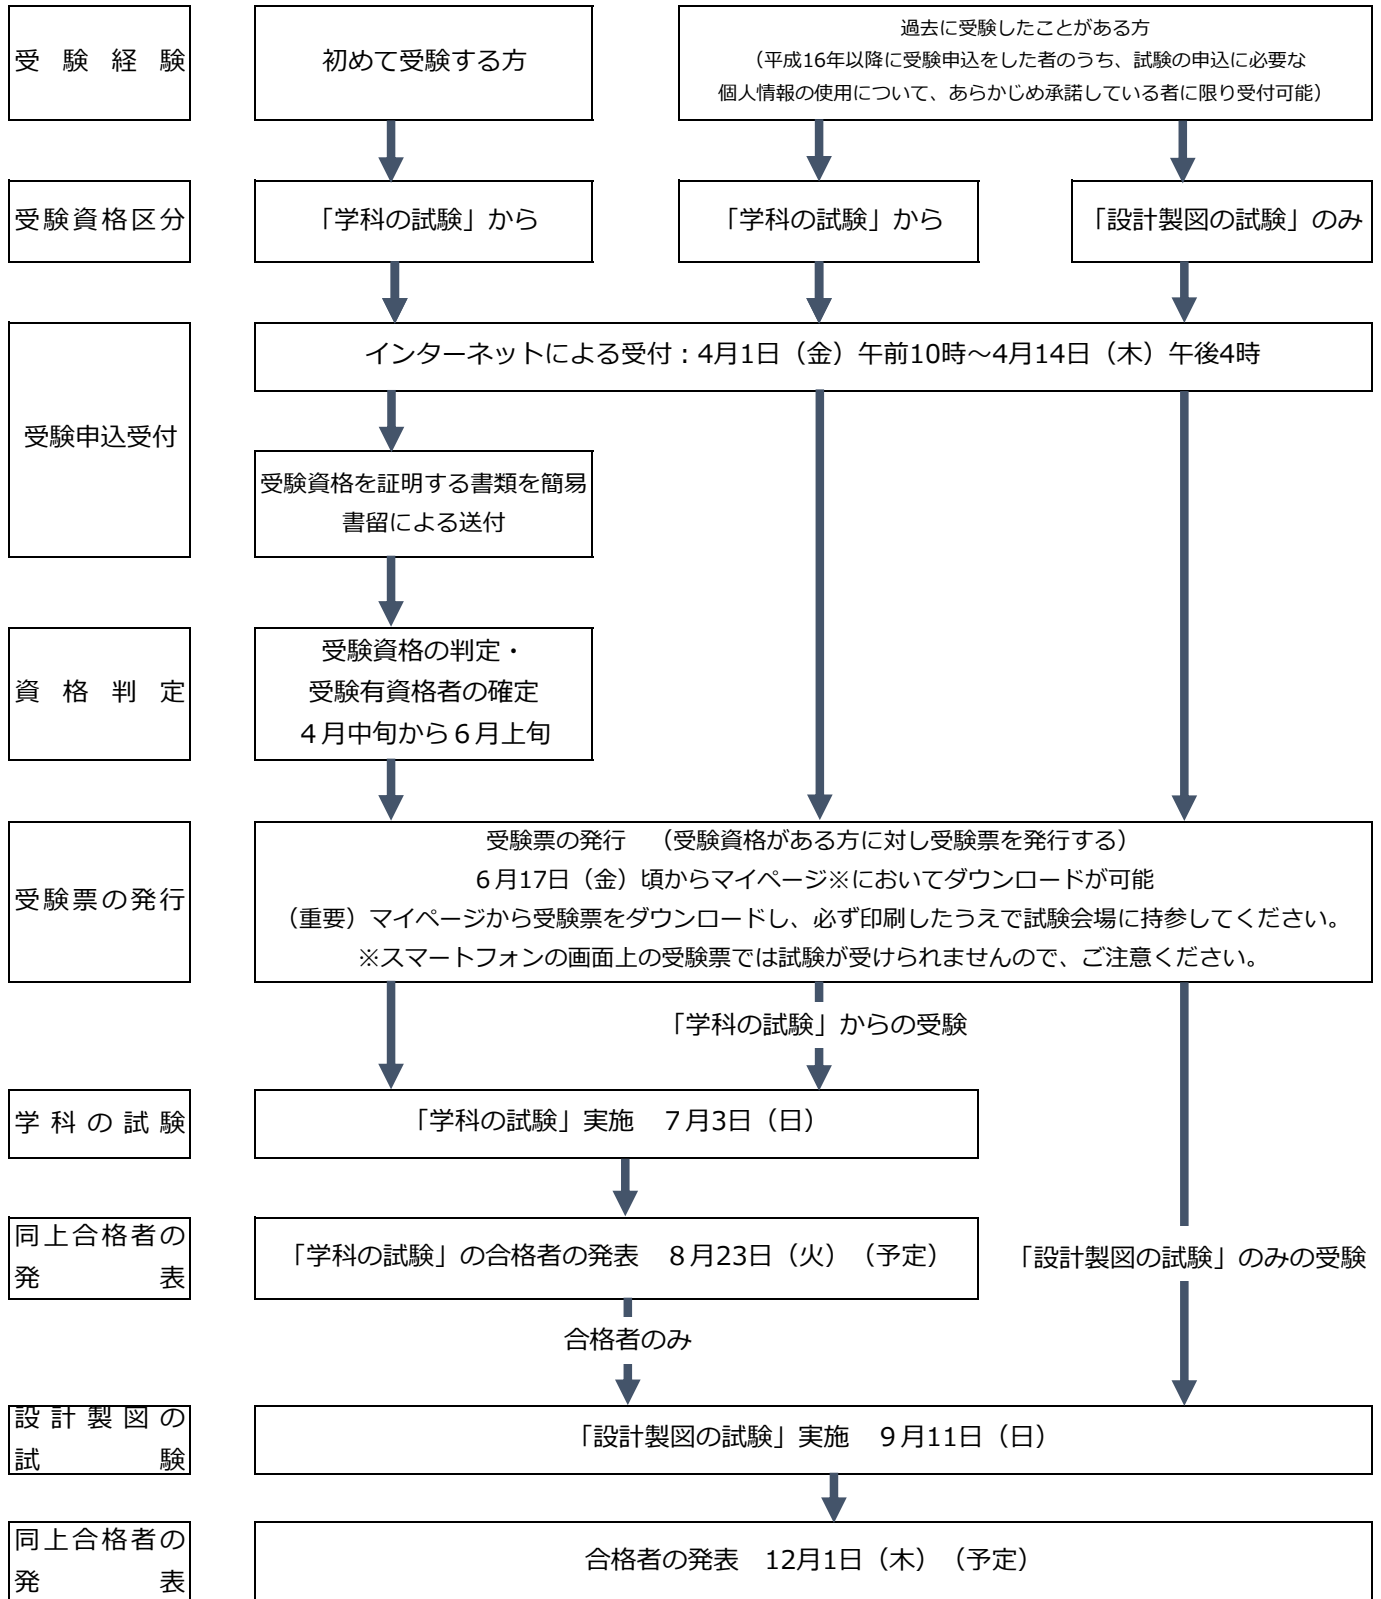 受験経験
初めて受験する方
過去に受験したことがある方
（平成16年以降に受験申込をした者のうち、試験の申込に必要な
個人情報の使用について、あらかじめ承諾している者に限り受付可能）
受験資格区分
「学科の試験」から
「学科の試験」から
「設計製図の試験」のみ
受験申込受付
インターネットによる受付：4月1日（金）午前10時～4月14日（木）午後4時
受験資格を証明する書類を簡易
書留による送付
資格判定
受験資格の判定・
受験有資格者の確定
４月中旬から６月上旬
受験票の発行
受験票の発行　（受験資格がある方に対し受験票を発行する）
６月17日（金）頃からマイページ※においてダウンロードが可能
（重要）マイページから受験票をダウンロードし、必ず印刷したうえで試験会場に持参してください。
※スマートフォンの画面上の受験票では試験が受けられませんので、ご注意ください。
「学科の試験」からの受験
学科の試験
「学科の試験」実施　７月3日（日）
同上合格者の
発表
「学科の試験」の合格者の発表　８月23日（火）（予定）
「設計製図の試験」のみの受験
合格者のみ
設計製図の
試験
「設計製図の試験」実施　９月11日（日）
同上合格者の
発表
合格者の発表　12月1日（木）（予定）